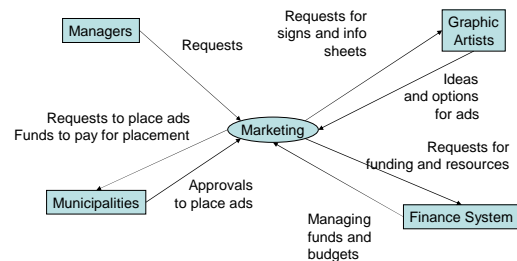 Managers
Requests
Requests for
signs and info
sheets
Graphic
Artists
Ideas
and options
for ads
Requests to place ads
Funds to pay for placement
Marketing
Requests for
funding and resources
Municipalities
Approvals
to place ads
Managing
funds and
budgets
Finance System